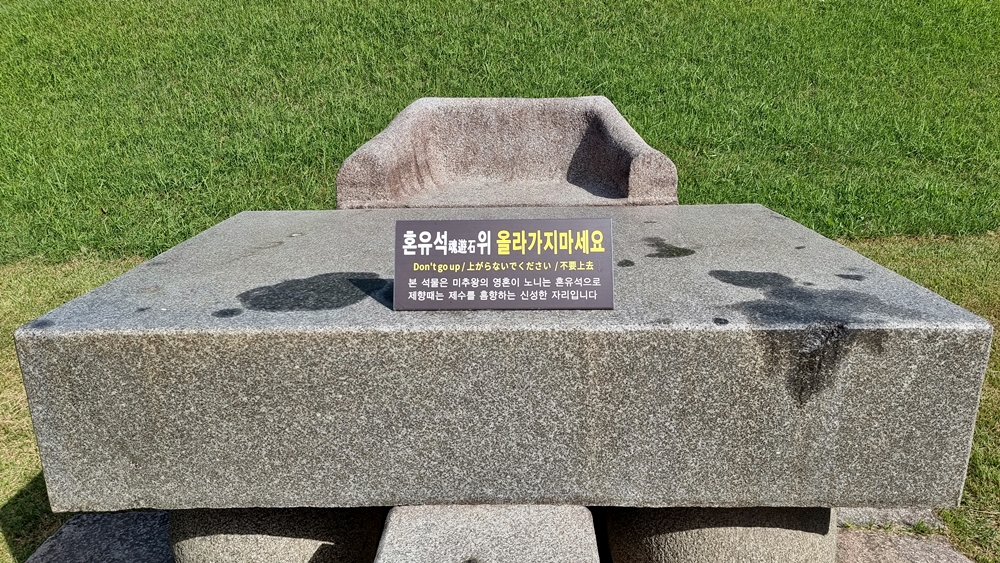 혼유석魂遊石위 올라가지마세요
Don't go up / 上がらないでください / 不要上去
본 석물은 미추왕의 영혼이 노니는 혼유석으로
제향때는 제수를 흠향하는 신성한 자리입니다